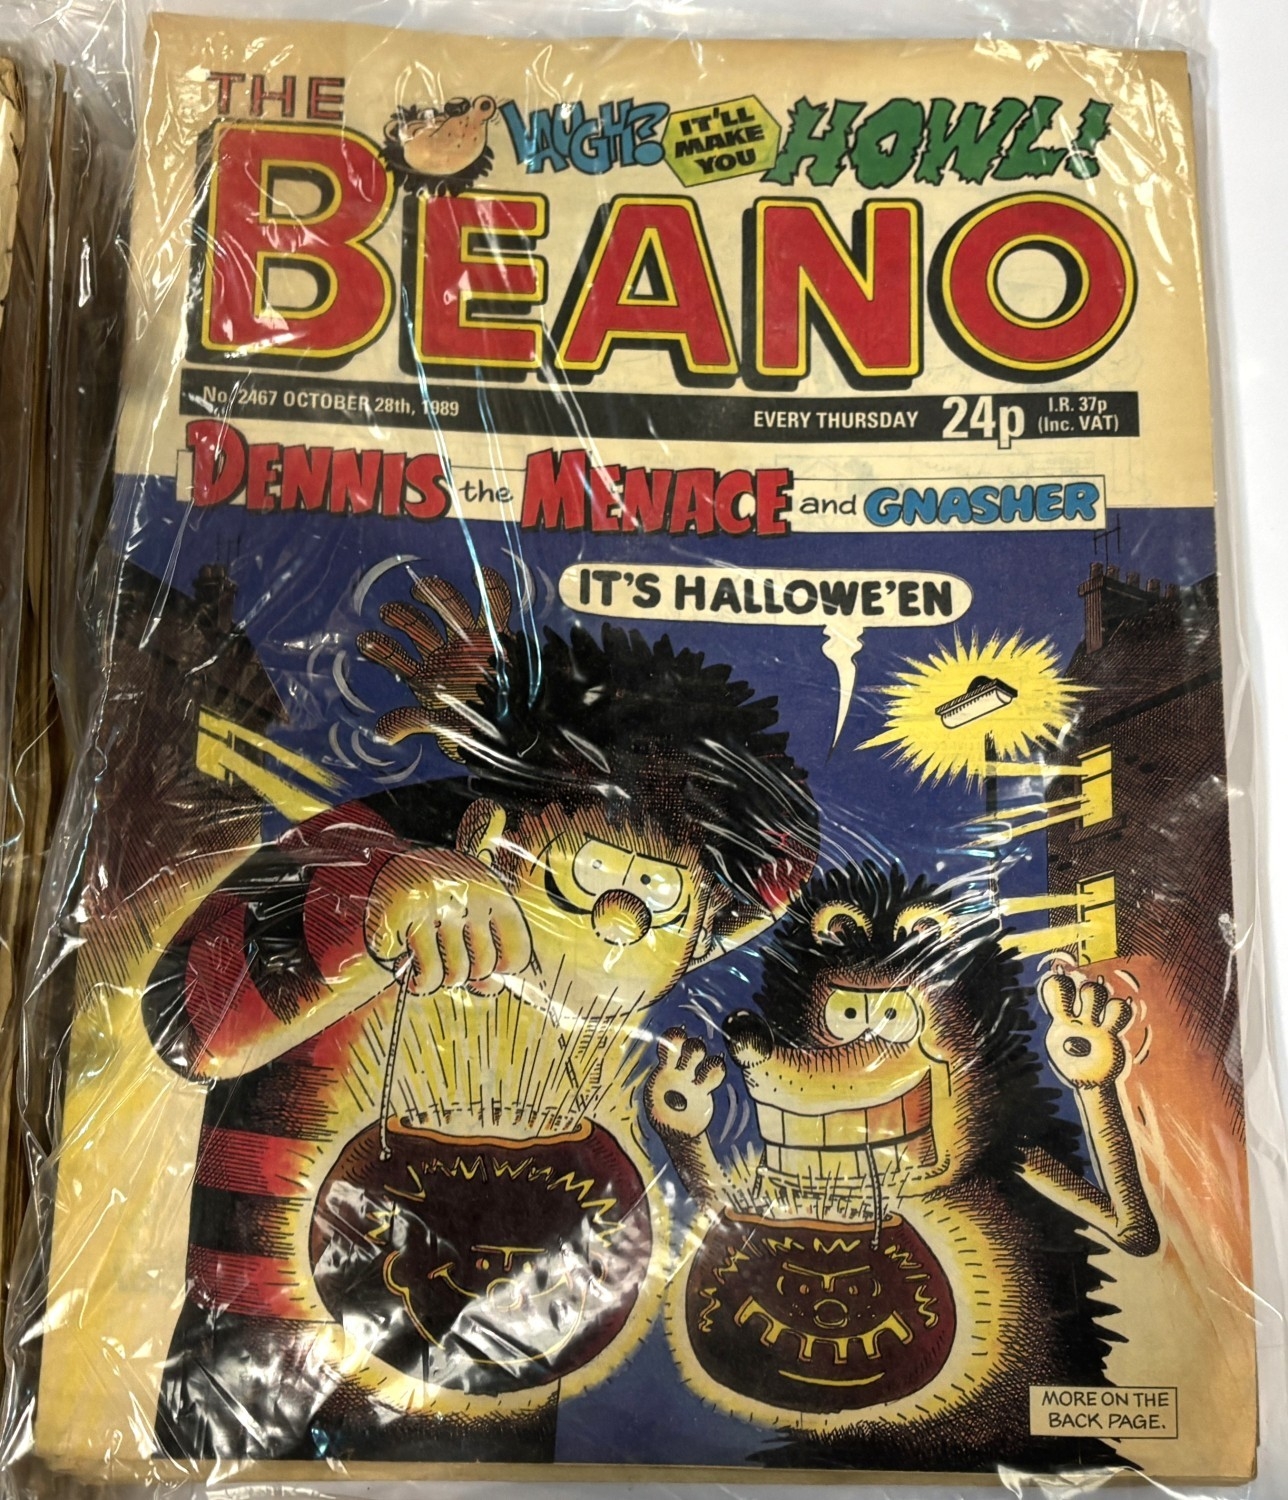 THE
LAUGH? IT'LL MAKE YOU HOWL!
BEANO
No. 2467 OCTOBER 28th, 1989 EVERY THURSDAY 24p I.R. 37p (Inc. VAT)
DENNIS the MENACE and GNASHER
IT'S HALLOWE'EN
MORE ON THE
BACK PAGE.